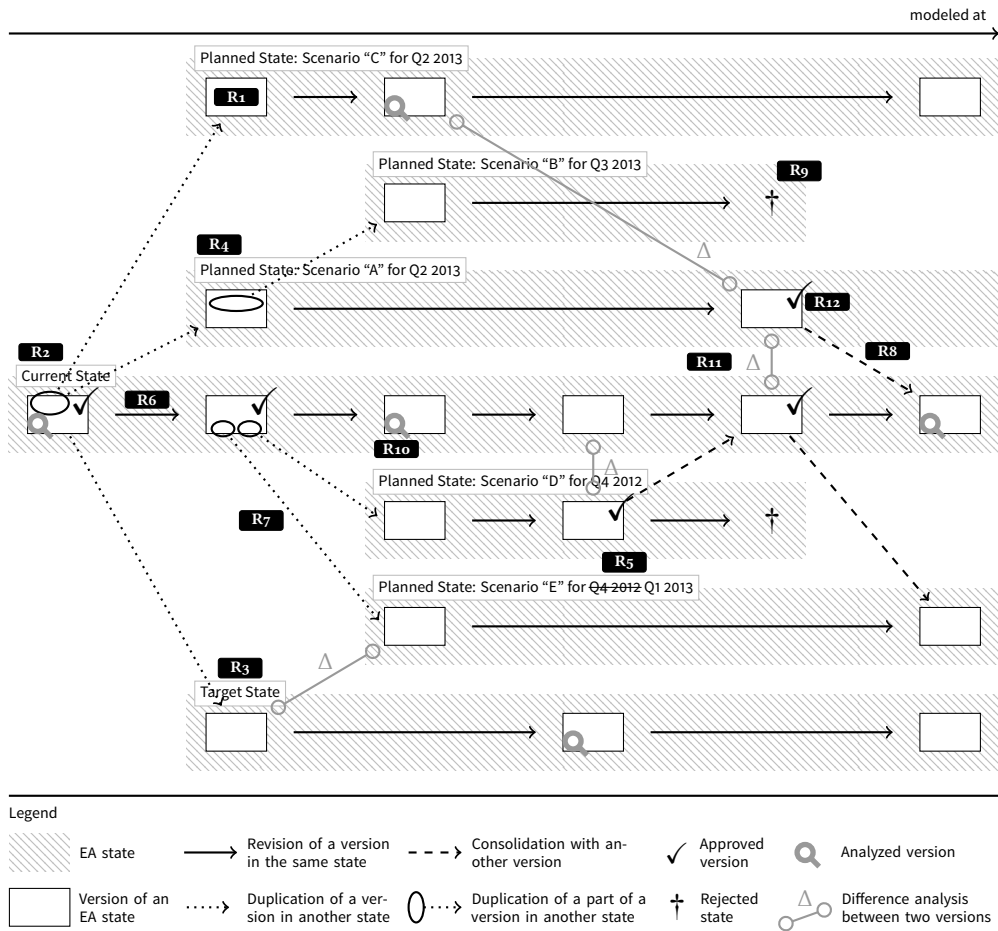 modeled at
Planned State: Scenario “C” for Q2 2013
R1
Planned State: Scenario “B” for Q3 2013
R9
†
R4
Planned State: Scenario “A” for Q2 2013
Δ
R12
R2
Current State
R6
R11
Δ
R8
R10
Δ
Planned State: Scenario “D” for Q4 2012
R7
†
R5
Planned State: Scenario “E” for Q4 2012 Q1 2013
Δ
R3
Target State
Legend
EA state
Revision of a version
in the same state
Consolidation with an-
other version
Approved
version
Analyzed version
Version of an
EA state
Duplication of a ver-
sion in another state
Duplication of a part of a
version in another state
†
Rejected
state
Δ
Difference analysis
between two versions